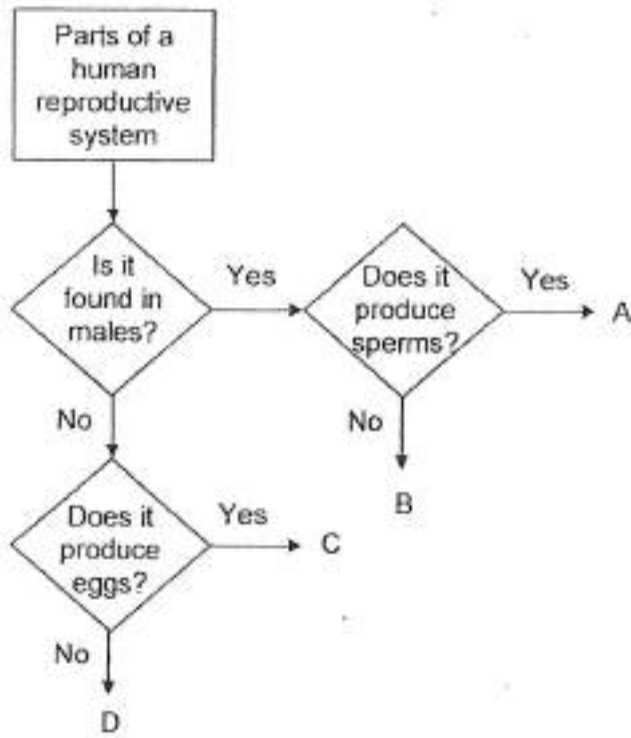 Parts of a
human
reproductive
system
Is it
found in
males?
Yes
Does it
produce
sperms?
Yes
A
No
No
B
Does it
produce
eggs?
Yes
C
No
D